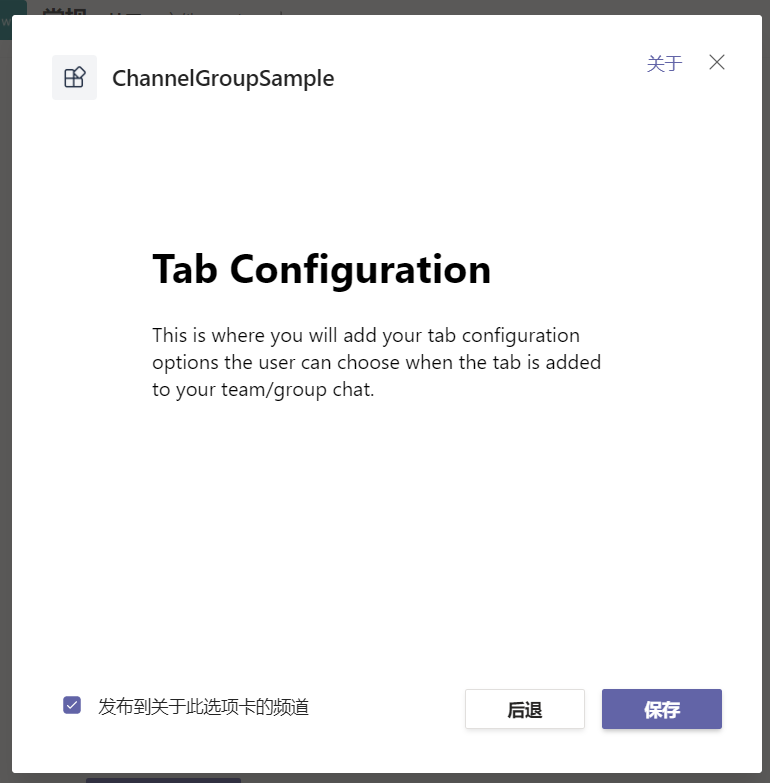 ChannelGroupSample
关于
Tab Configuration
This is where you will add your tab configuration
options the user can choose when the tab is added
to your team/group chat.
发布到关于此选项卡的频道
后退
保存